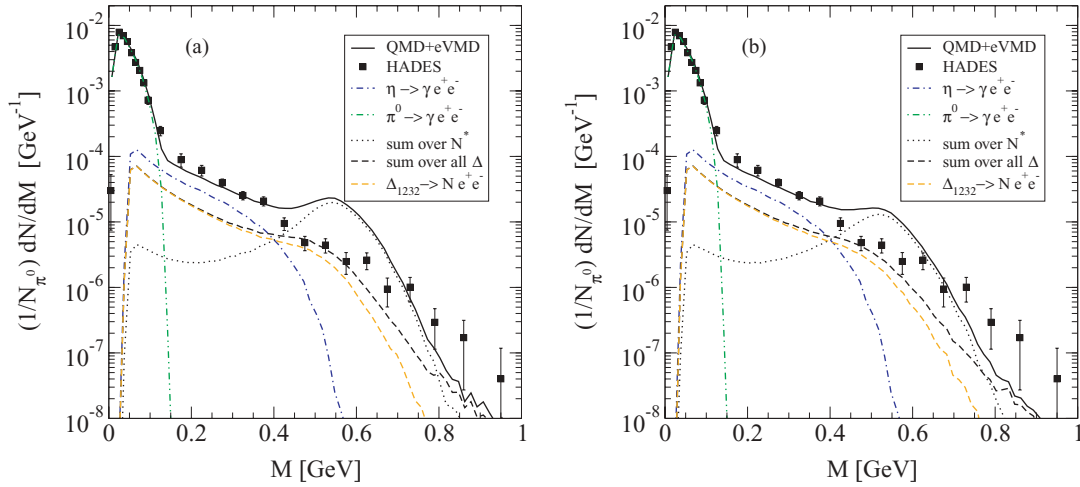 (a)
QMD+eVMD
HADES
η −> γ e⁺e⁻
π⁰ −> γ e⁺e⁻
sum over N*
sum over all Δ
Δ₁₂₃₂ −> N e⁺e⁻
(1/N_π⁰) dN/dM [GeV⁻¹]
10⁻²
10⁻³
10⁻⁴
10⁻⁵
10⁻⁶
10⁻⁷
10⁻⁸
0 0.2 0.4 0.6 0.8 1
M [GeV]
(b)
QMD+eVMD
HADES
η −> γ e⁺e⁻
π⁰ −> γ e⁺e⁻
sum over N*
sum over all Δ
Δ₁₂₃₂ −> N e⁺e⁻
(1/N_π⁰) dN/dM [GeV⁻¹]
10⁻²
10⁻³
10⁻⁴
10⁻⁵
10⁻⁶
10⁻⁷
10⁻⁸
0 0.2 0.4 0.6 0.8 1
M [GeV]